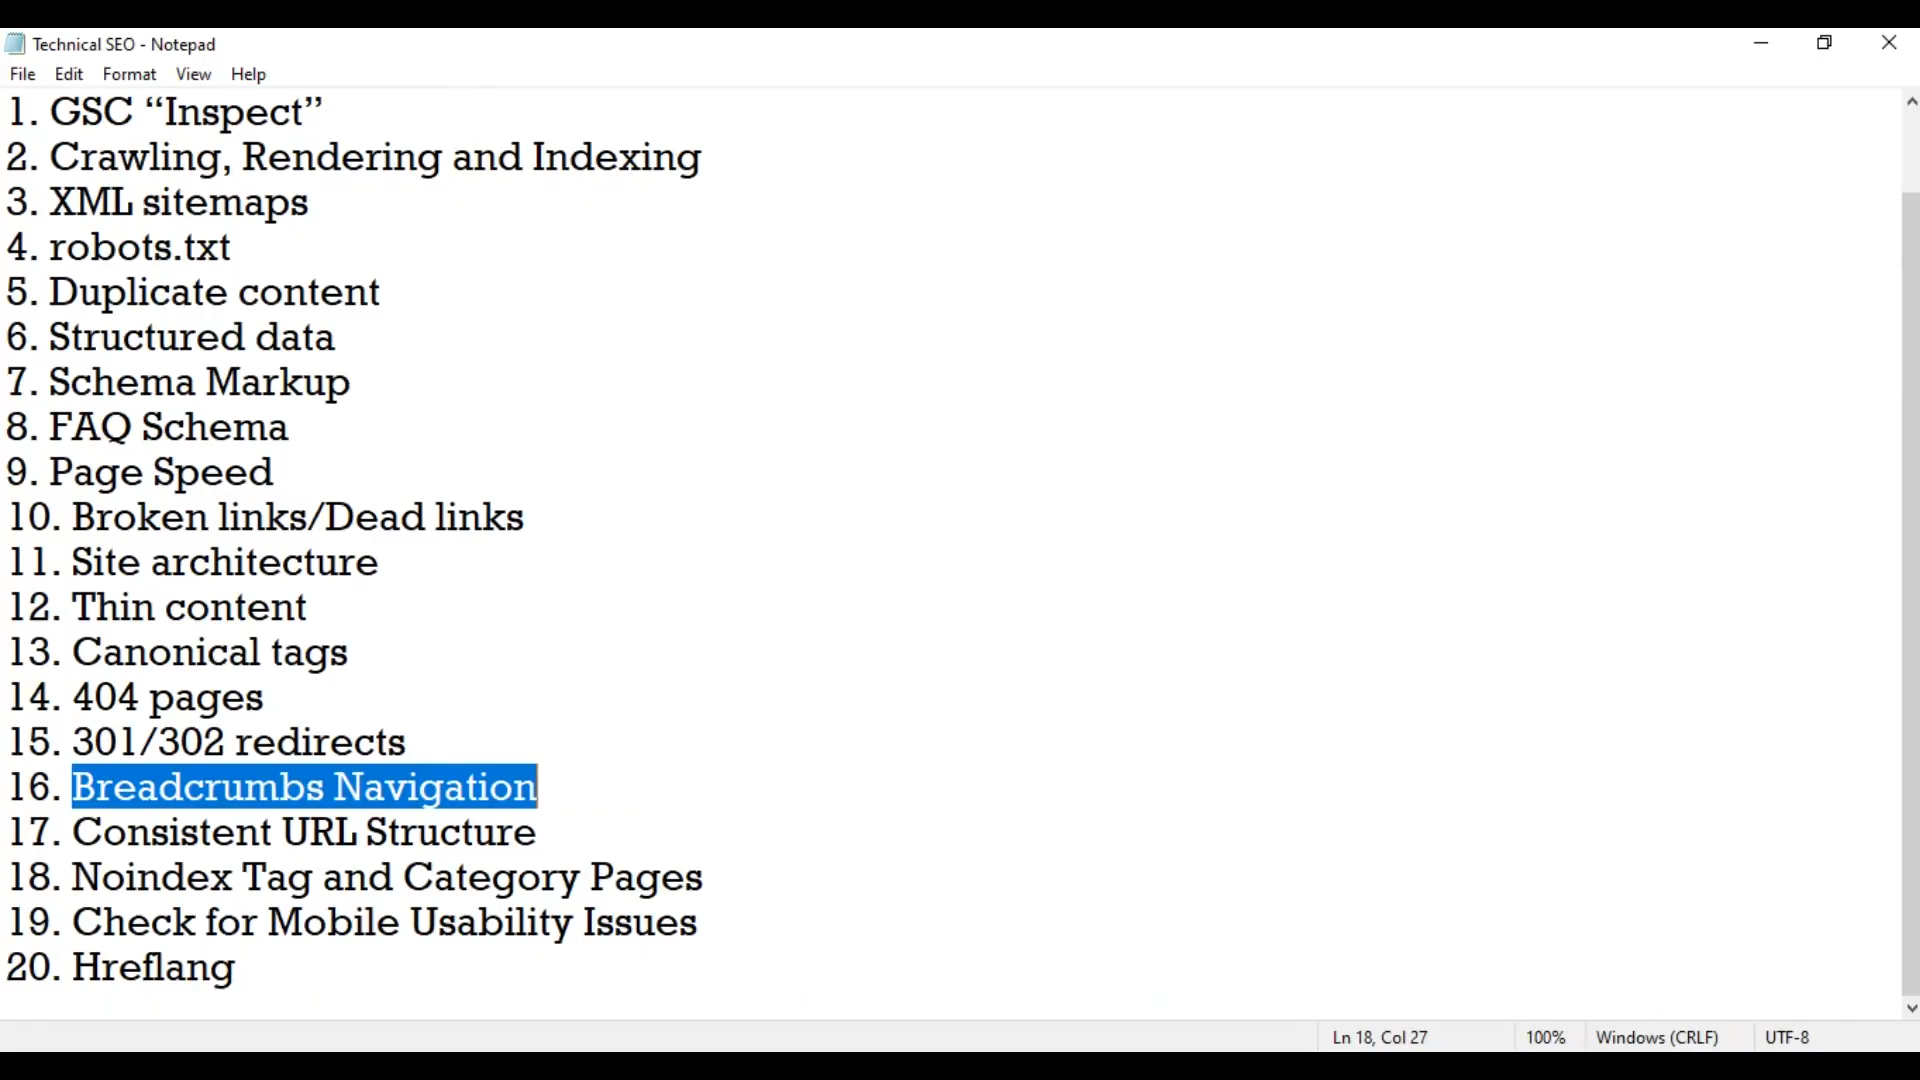 Technical SEO - Notepad
File Edit Format View Help
1. GSC “Inspect”
2. Crawling, Rendering and Indexing
3. XML sitemaps
4. robots.txt
5. Duplicate content
6. Structured data
7. Schema Markup
8. FAQ Schema
9. Page Speed
10. Broken links/Dead links
11. Site architecture
12. Thin content
13. Canonical tags
14. 404 pages
15. 301/302 redirects
16. Breadcrumbs Navigation
17. Consistent URL Structure
18. Noindex Tag and Category Pages
19. Check for Mobile Usability Issues
20. Hreflang
Ln 18, Col 27 100% Windows (CRLF) UTF-8